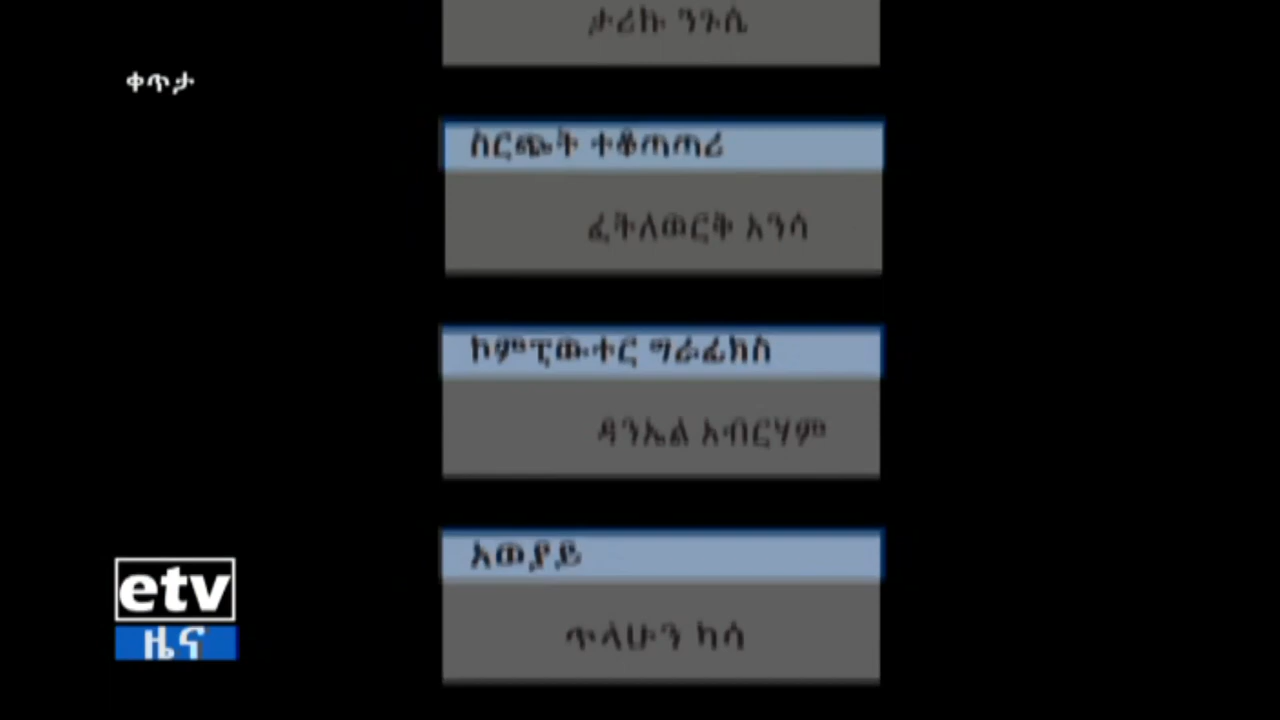 ታሪኩ ንጉሴ
ቀጥታ
ስርጭት ተቆጣጣሪ
ፈትለወርቅ አንሳ
ኮምፒውተር ግራፊክስ
ዳንኤል አብርሃም
አወያይ
ጥላሁን ካሳ
etv
ዜና